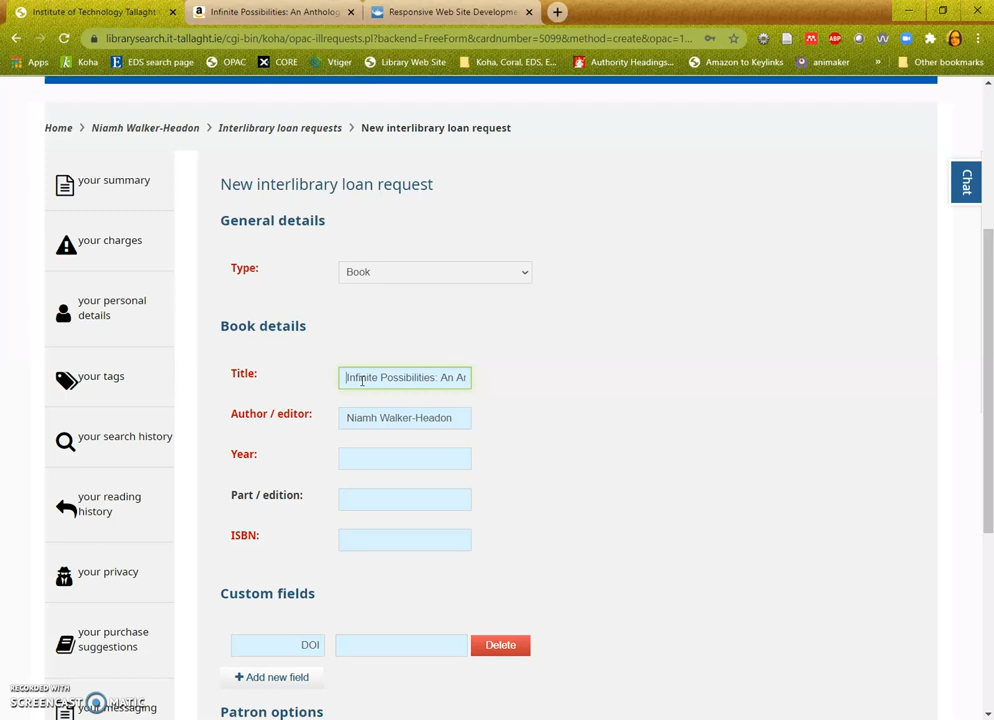 Institute of Technology Tallaght
Infinite Possibilities: An Antholog
Responsive Web Site Developme
librarysearch.it-tallaght.ie/cgi-bin/koha/opac-illrequests.pl?backend=FreeForm&cardnumber=5099&method=create&opac=1...
Apps
Koha
EDS search page
OPAC
CORE
Vtiger
Library Web Site
Koha, Coral, EDS, E...
Authority Headings...
Amazon to Keylinks
animaker
»
Other bookmarks
Home > Niamh Walker-Headon > Interlibrary loan requests > New interlibrary loan request
your summary
your charges
your personal
details
your tags
your search history
your reading
history
your privacy
your purchase
suggestions
your messaging
New interlibrary loan request
General details
Type: Book
Book details
Title: Infinite Possibilities: An An
Author / editor: Niamh Walker-Headon
Year:
Part / edition:
ISBN:
Custom fields
DOI Delete
+ Add new field
Patron options
Chat
RECORDED WITH
SCREENCAST MATIC